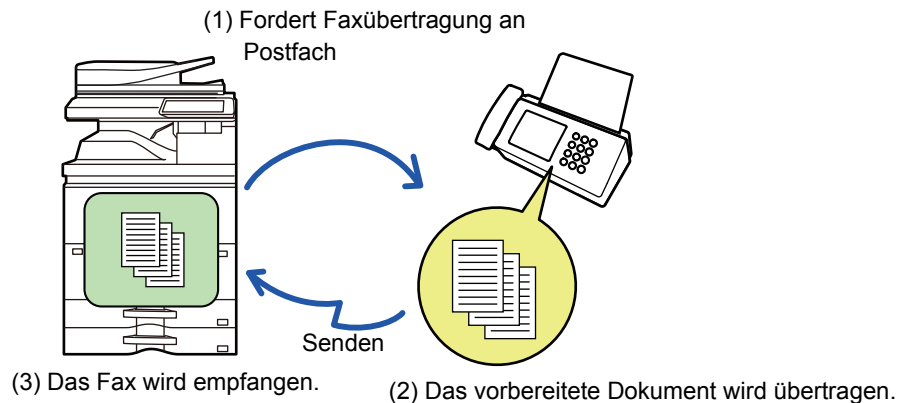 (1) Fordert Faxübertragung an
Postfach
Senden
(3) Das Fax wird empfangen.
(2) Das vorbereitete Dokument wird übertragen.